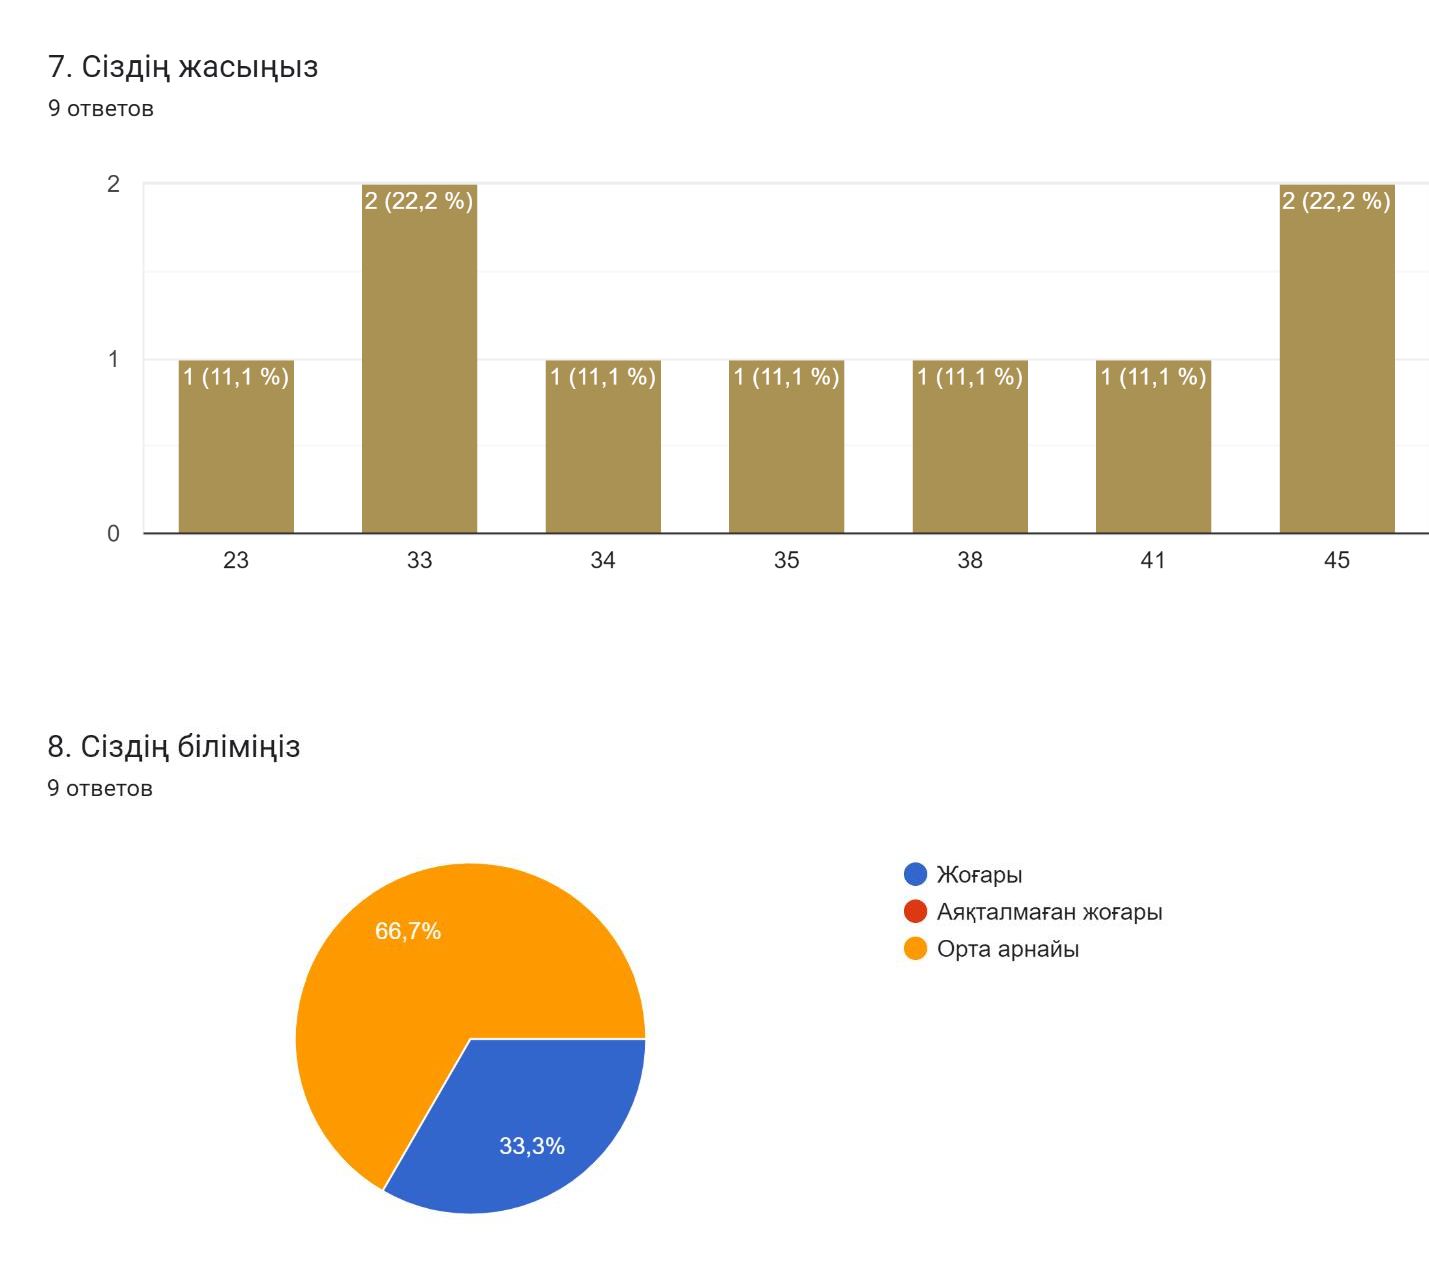 7. Сіздің жасыңыз
9 ответов
2
2 (22,2 %)
2 (22,2 %)
1
1 (11,1 %)
1 (11,1 %)
1 (11,1 %)
1 (11,1 %)
1 (11,1 %)
0
23
33
34
35
38
41
45
8. Сіздің біліміңіз
9 ответов
Жоғары
Аяқталмаған жоғары
Орта арнайы
66,7%
33,3%